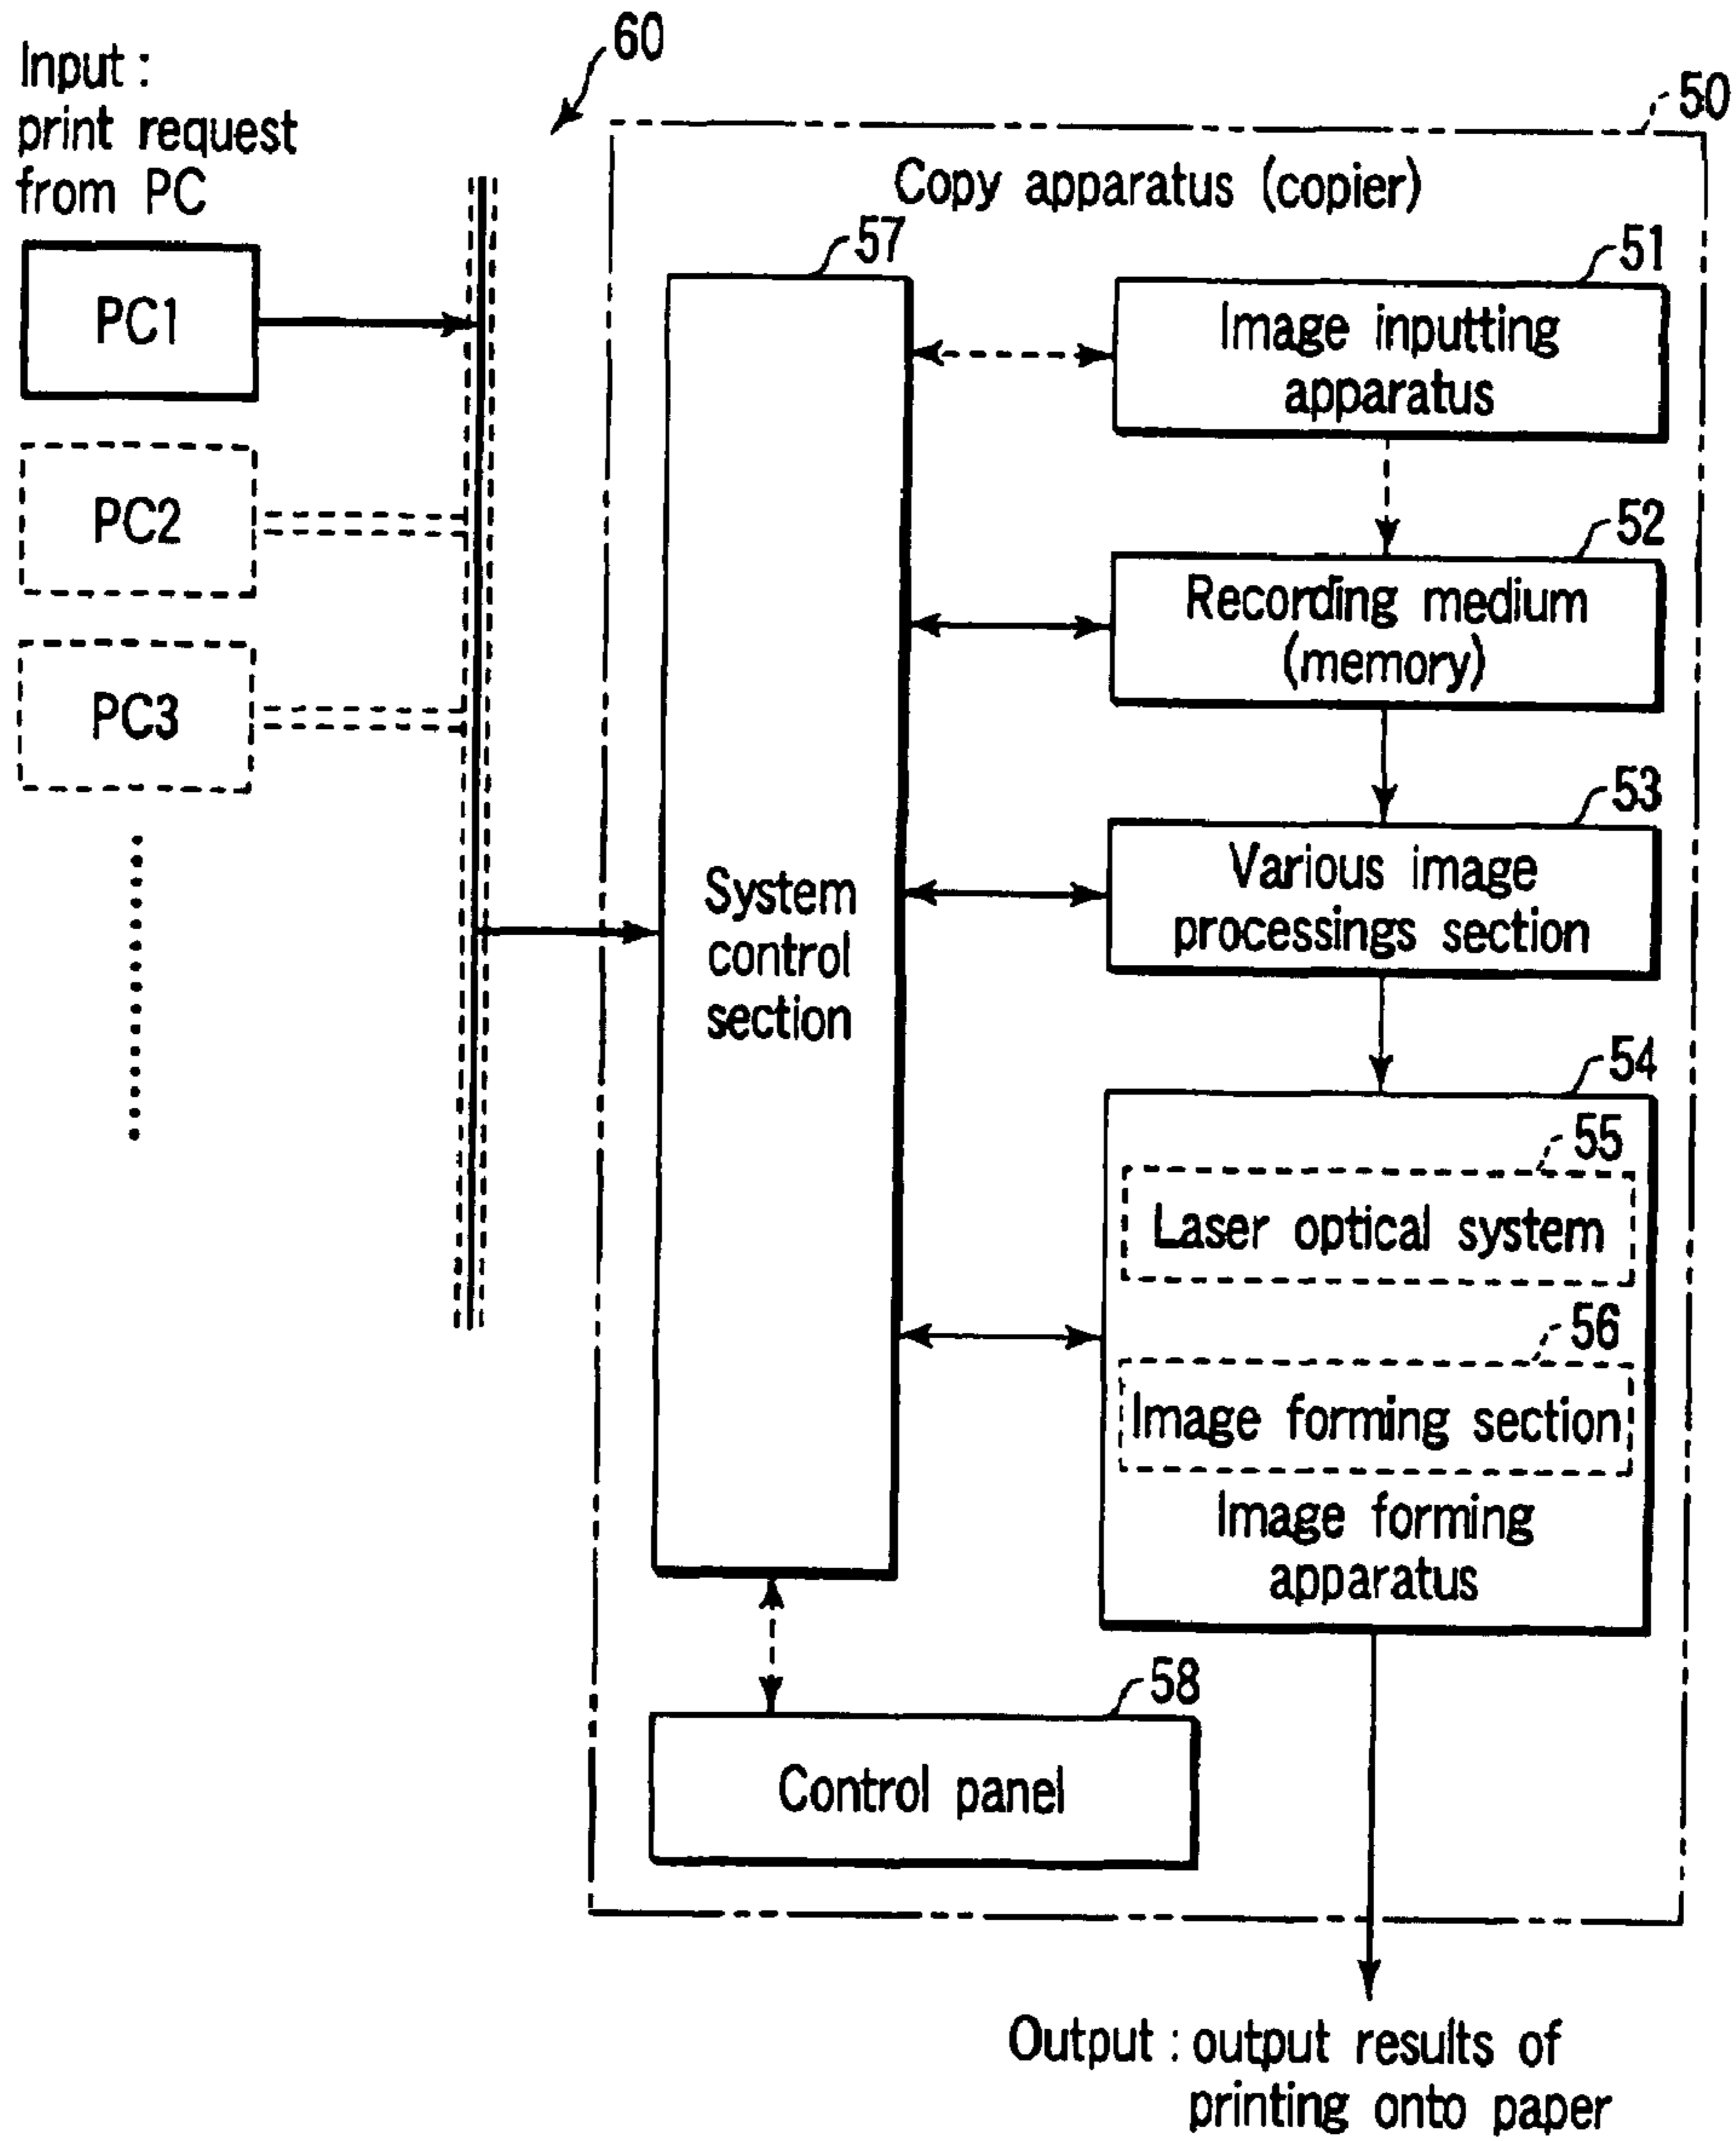 Input :
print request
from PC
60
50
Copy apparatus (copier)
57
51
PC1
Image inputting
apparatus
PC2
52
Recording medium
(memory)
PC3
53
Various image
processings section
System
control
section
54
55
Laser optical system
56
Image forming section
Image forming
apparatus
58
Control panel
Output : output results of
printing onto paper